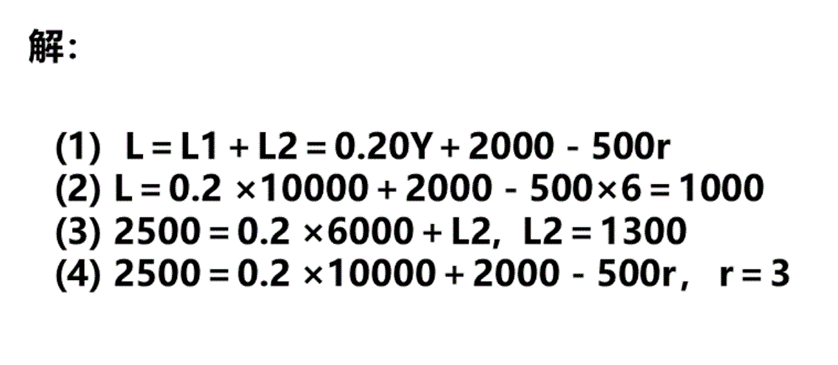 解：
(1) L = L1 + L2 = 0.20Y + 2000 - 500r
(2) L = 0.2 ×10000 + 2000 - 500×6 = 1000
(3) 2500 = 0.2 ×6000 + L2, L2 = 1300
(4) 2500 = 0.2 ×10000 + 2000 - 500r， r = 3